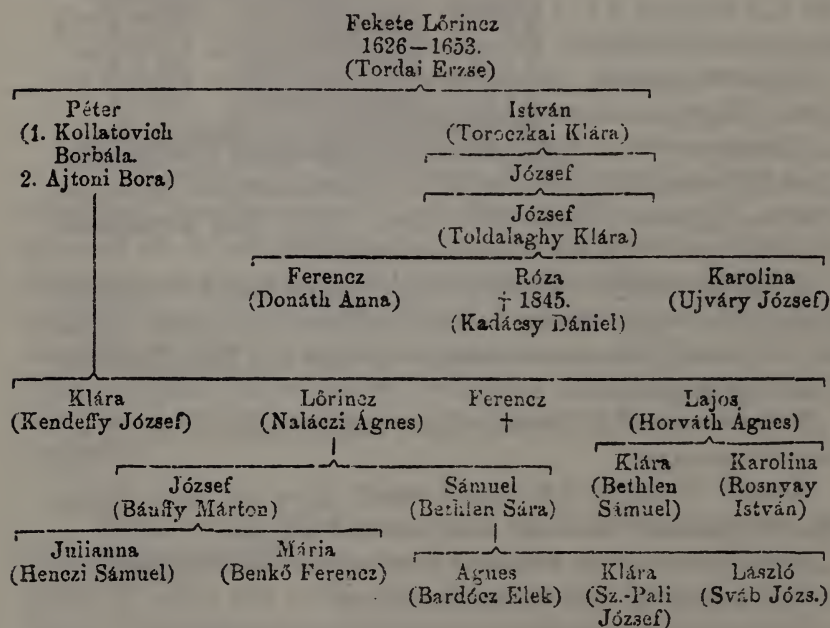 Fekete Lőrincz
1626—1653.
(Tordai Erzse)
Péter
(1. Kollatovich
Borbála.
2. Ajtoni Bora)
István
(Toroczkai Klára)
József
József
(Toldalaghy Klára)
Ferencz
(Donáth Anna)
Róza
† 1845.
(Kadácsy Dániel)
Karolina
(Ujváry József)
Klára
(Kendeffy József)
Lőrincz
(Naláczi Ágnes)
Ferencz
†
Lajos
(Horváth Ágnes)
Klára
(Bethlen
Sámuel)
Karolina
(Rosnyay
István)
József
(Báuffy Márton)
Sámuel
(Bethlen Sára)
Julianna
(Henczi Sámuel)
Mária
(Benkő Ferencz)
Agnes
(Bardócz Elek)
Klára
(Sz.-Pali
József)
László
(Sváb Józs.)